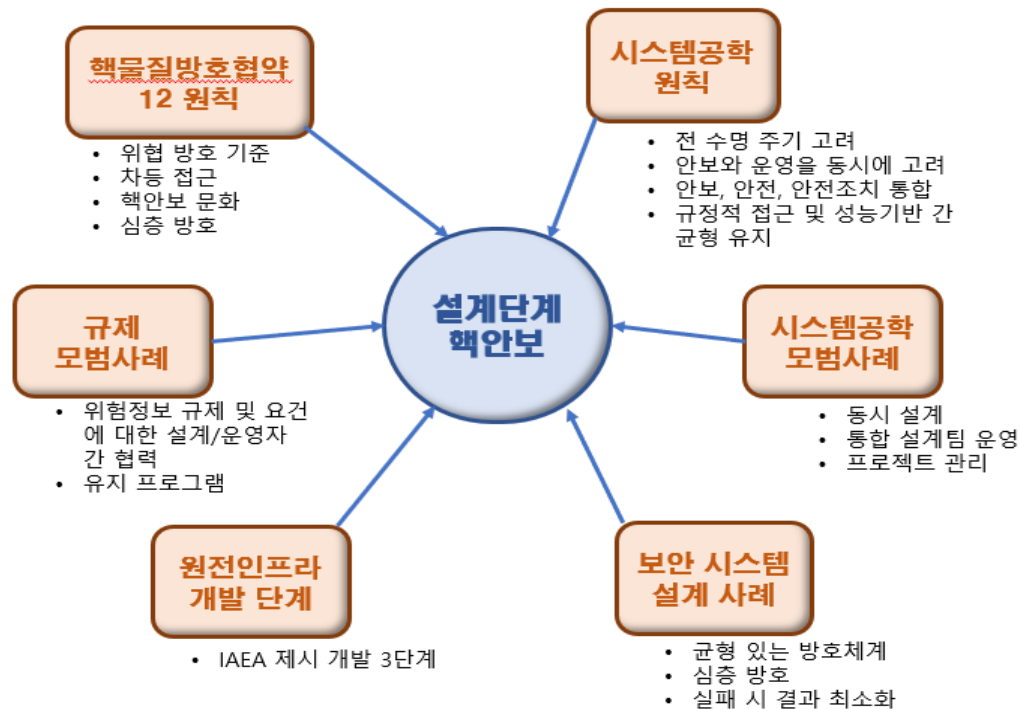 핵물질방호협약
12 원칙
• 위협 방호 기준
• 차등 접근
• 핵안보 문화
• 심층 방호
시스템공학
원칙
• 전 수명 주기 고려
• 안보와 운영을 동시에 고려
• 안보, 안전, 안전조치 통합
• 규정적 접근 및 성능기반 간
균형 유지
설계단계
핵안보
규제
모범사례
• 위험정보 규제 및 요건
에 대한 설계/운영자
간 협력
• 유지 프로그램
시스템공학
모범사례
• 동시 설계
• 통합 설계팀 운영
• 프로젝트 관리
원전인프라
개발 단계
• IAEA 제시 개발 3단계
보안 시스템
설계 사례
• 균형 있는 방호체계
• 심층 방호
• 실패 시 결과 최소화